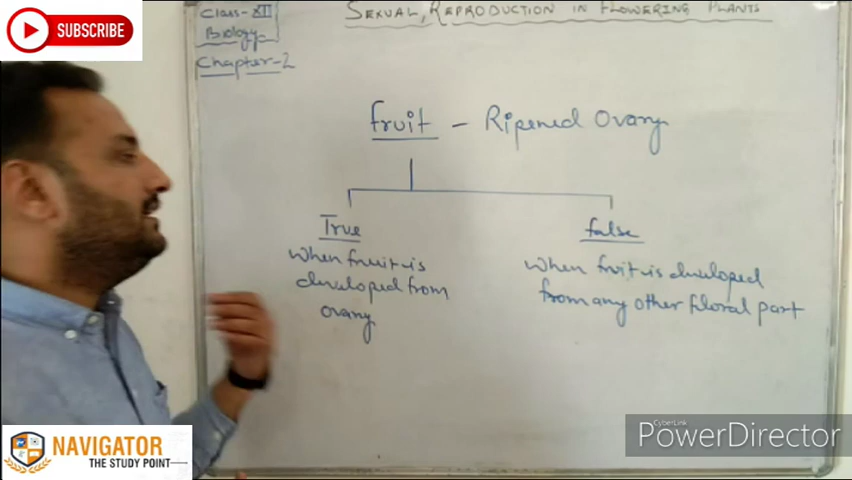 SUBSCRIBE
Class-XII
Biology
Chapter-2
SEXUAL REPRODUCTION IN FLOWERING PLANTS
fruit - Ripened Ovary
True
when fruit is
developed from
ovary
false
when fruit is developed
from any other floral part
NAVIGATOR
THE STUDY POINT
CyberLink
PowerDirector